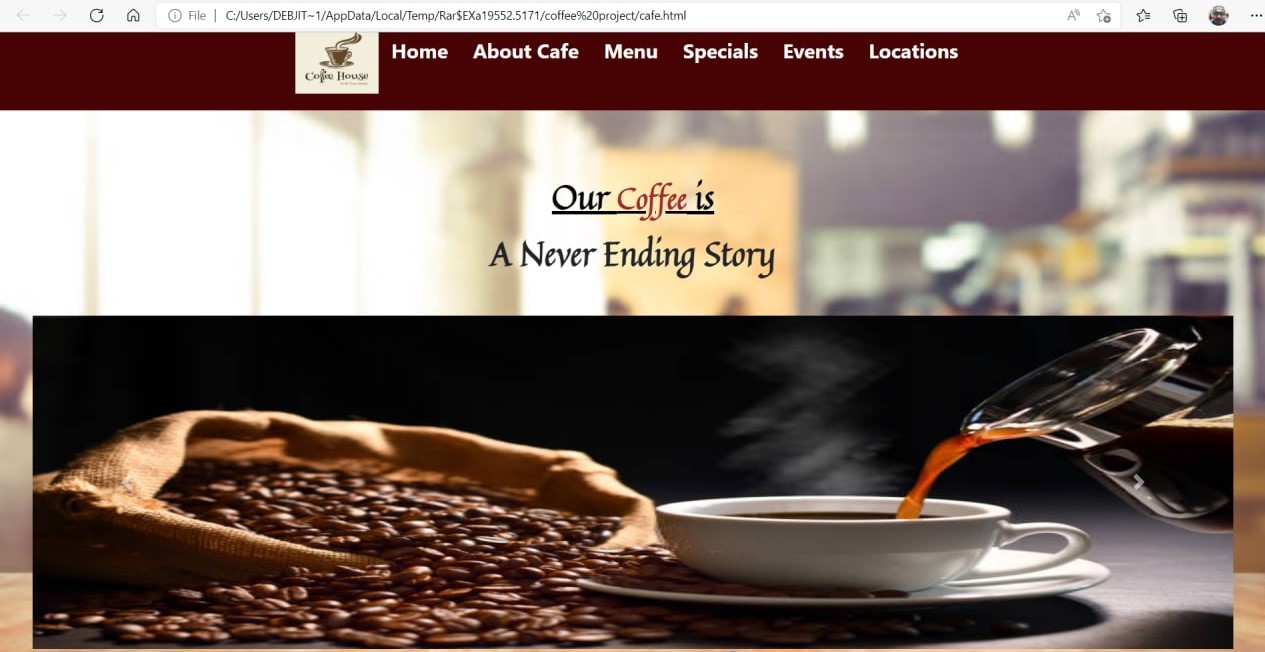 File | C:/Users/DEBJIT~1/AppData/Local/Temp/Rar$EXa19552.5171/coffee%20project/cafe.html
Coffee House
Home About Cafe Menu Specials Events Locations
Our Coffee is
A Never Ending Story